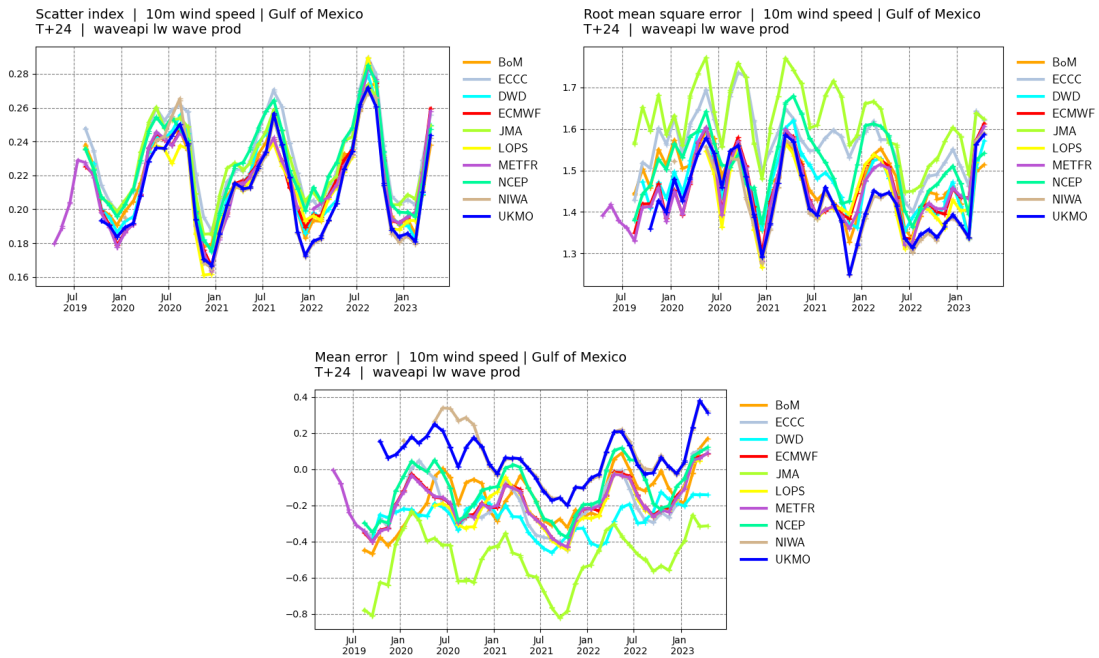 Scatter index | 10m wind speed | Gulf of Mexico
T+24 | waveapi lw wave prod
0.28
0.26
0.24
0.22
0.20
0.18
0.16
Jul
2019
Jan
2020
Jul
2020
Jan
2021
Jul
2021
Jan
2022
Jul
2022
Jan
2023
BoM
ECCC
DWD
ECMWF
JMA
LOPS
METFR
NCEP
NIWA
UKMO
Root mean square error | 10m wind speed | Gulf of Mexico
T+24 | waveapi lw wave prod
1.7
1.6
1.5
1.4
1.3
Jul
2019
Jan
2020
Jul
2020
Jan
2021
Jul
2021
Jan
2022
Jul
2022
Jan
2023
BoM
ECCC
DWD
ECMWF
JMA
LOPS
METFR
NCEP
NIWA
UKMO
Mean error | 10m wind speed | Gulf of Mexico
T+24 | waveapi lw wave prod
0.4
0.2
0.0
−0.2
−0.4
−0.6
−0.8
Jul
2019
Jan
2020
Jul
2020
Jan
2021
Jul
2021
Jan
2022
Jul
2022
Jan
2023
BoM
ECCC
DWD
ECMWF
JMA
LOPS
METFR
NCEP
NIWA
UKMO